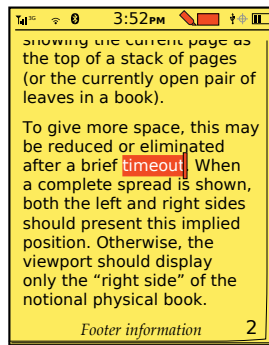 3G 3:52PM
showing the current page as
the top of a stack of pages
(or the currently open pair of
leaves in a book).
To give more space, this may
be reduced or eliminated
after a brief timeout. When
a complete spread is shown,
both the left and right sides
should present this implied
position. Otherwise, the
viewport should display
only the “right side” of the
notional physical book.
Footer information 2